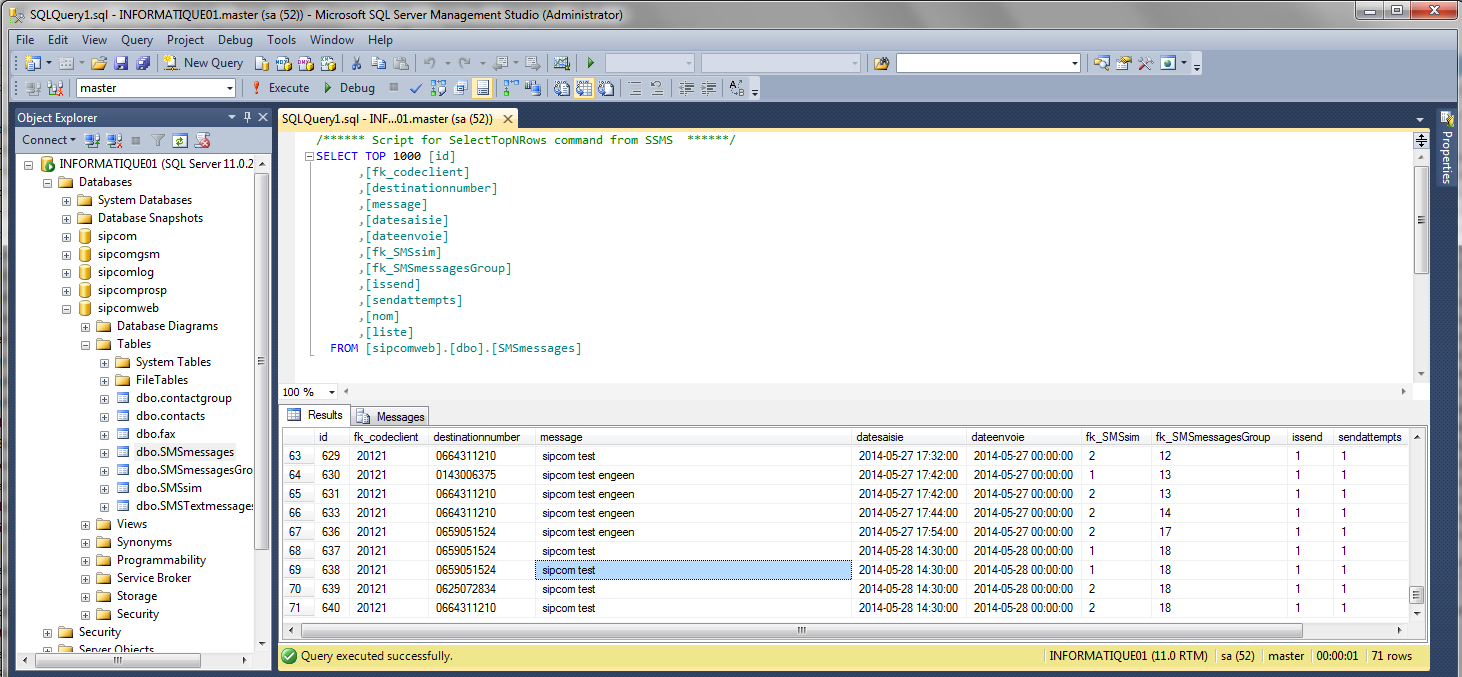 SQLQuery1.sql - INFORMATIQUE01.master (sa (52)) - Microsoft SQL Server Management Studio (Administrator)
File Edit View Query Project Debug Tools Window Help
New Query
master Execute Debug
Object Explorer
Connect
INFORMATIQUE01 (SQL Server 11.0.2
Databases
System Databases
Database Snapshots
sipcom
sipcomgsm
sipcomlog
sipcomprosp
sipcomweb
Database Diagrams
Tables
System Tables
FileTables
dbo.contactgroup
dbo.contacts
dbo.fax
dbo.SMSmessages
dbo.SMSmessagesGro
dbo.SMSsim
dbo.SMSTextmessages
Views
Synonyms
Programmability
Service Broker
Storage
Security
Security
Server Objects
SQLQuery1.sql - INF...01.master (sa (52))
/****** Script for SelectTopNRows command from SSMS  ******/
SELECT TOP 1000 [id]
,[fk_codeclient]
,[destinationnumber]
,[message]
,[datesaisie]
,[dateenvoie]
,[fk_SMSsim]
,[fk_SMSmessagesGroup]
,[issend]
,[sendattempts]
,[nom]
,[liste]
FROM [sipcomweb].[dbo].[SMSmessages]
Properties
100 %
Results Messages
id fk_codeclient destinationnumber message datesaisie dateenvoie fk_SMSsim fk_SMSmessagesGroup issend sendattempts
63 629 20121 0664311210 sipcom test 2014-05-27 17:32:00 2014-05-27 00:00:00 2 12 1 1
64 630 20121 0143006375 sipcom test engeen 2014-05-27 17:42:00 2014-05-27 00:00:00 1 13 1 1
65 631 20121 0664311210 sipcom test engeen 2014-05-27 17:42:00 2014-05-27 00:00:00 2 13 1 1
66 633 20121 0664311210 sipcom test engeen 2014-05-27 17:44:00 2014-05-27 00:00:00 2 14 1 1
67 636 20121 0659051524 sipcom test engeen 2014-05-27 17:54:00 2014-05-27 00:00:00 2 17 1 1
68 637 20121 0659051524 sipcom test 2014-05-28 14:30:00 2014-05-28 00:00:00 1 18 1 1
69 638 20121 0659051524 sipcom test 2014-05-28 14:30:00 2014-05-28 00:00:00 1 18 1 1
70 639 20121 0625072834 sipcom test 2014-05-28 14:30:00 2014-05-28 00:00:00 2 18 1 1
71 640 20121 0664311210 sipcom test 2014-05-28 14:30:00 2014-05-28 00:00:00 2 18 1 1
Query executed successfully. INFORMATIQUE01 (11.0 RTM) sa (52) master 00:00:01 71 rows